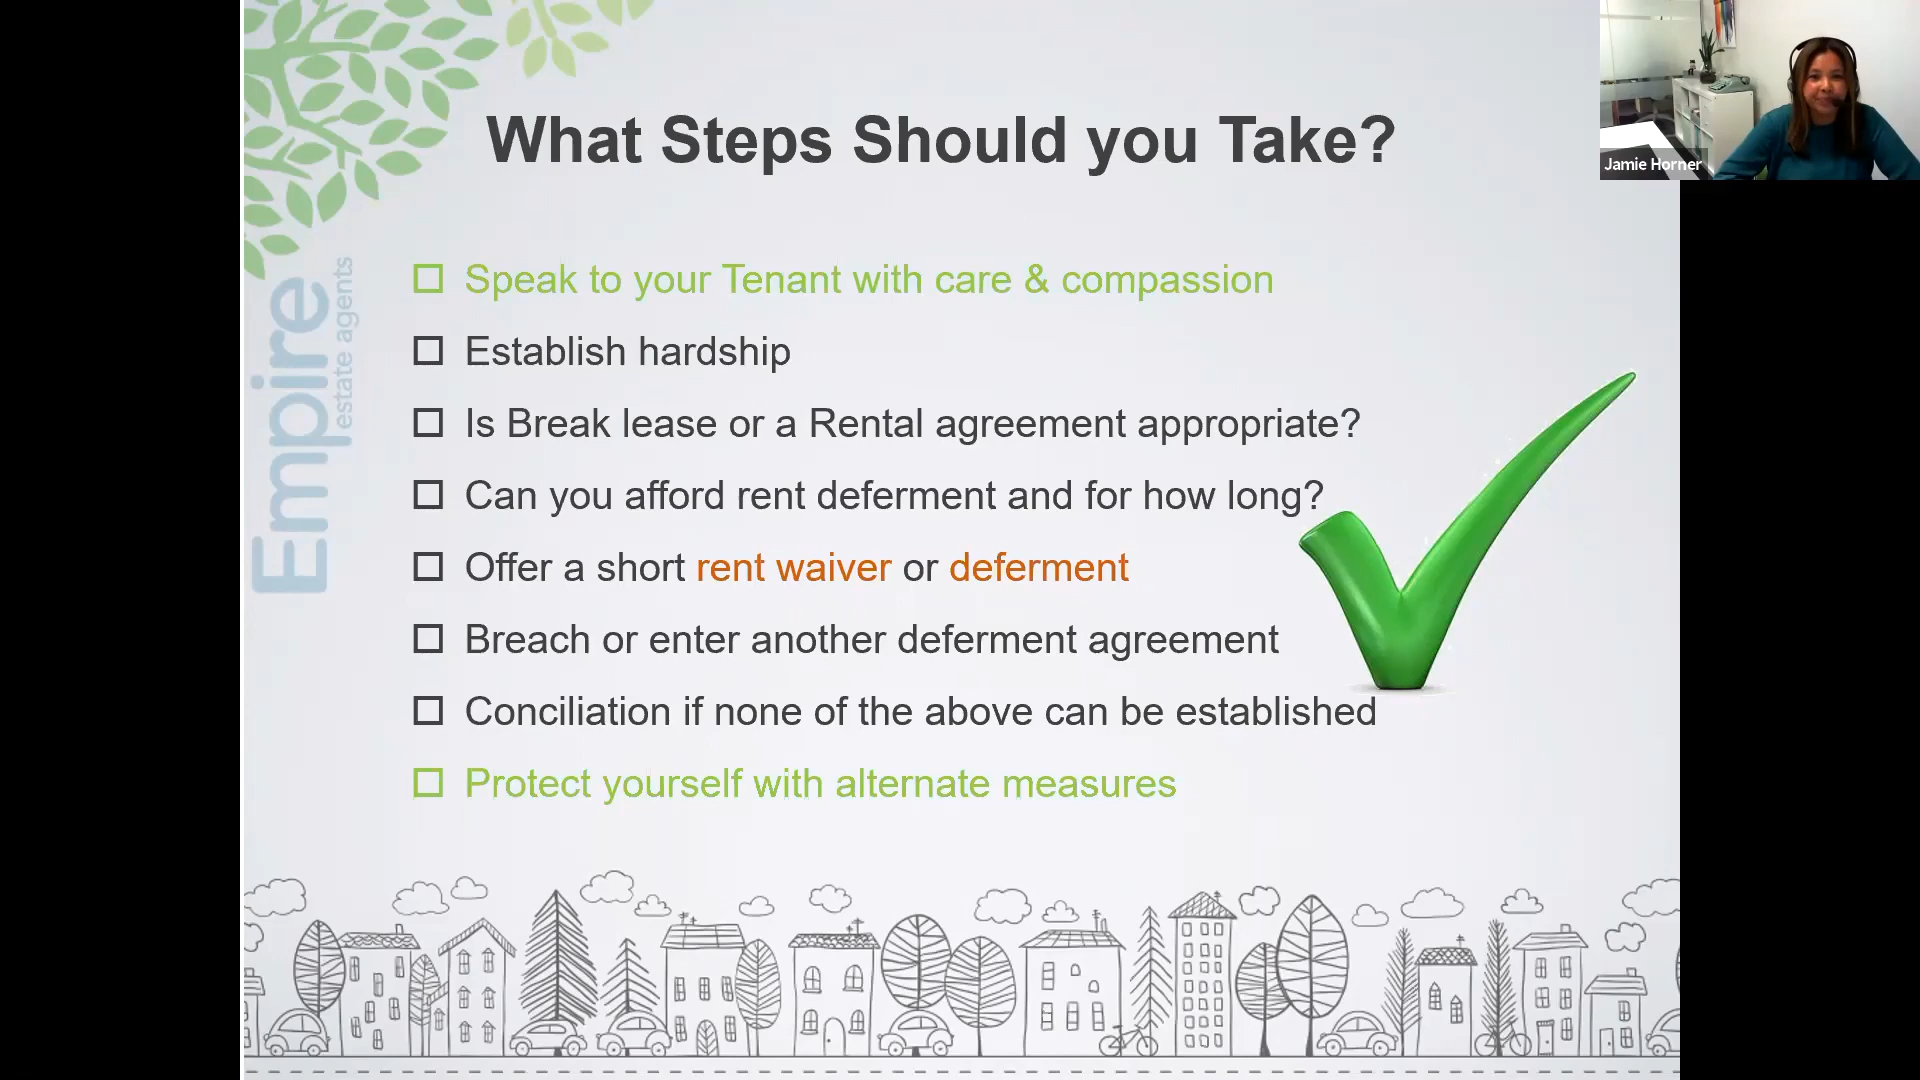 What Steps Should you Take?
Jamie Horner
Empire
estate agents
Speak to your Tenant with care & compassion
Establish hardship
Is Break lease or a Rental agreement appropriate?
Can you afford rent deferment and for how long?
Offer a short rent waiver or deferment
Breach or enter another deferment agreement
Conciliation if none of the above can be established
Protect yourself with alternate measures